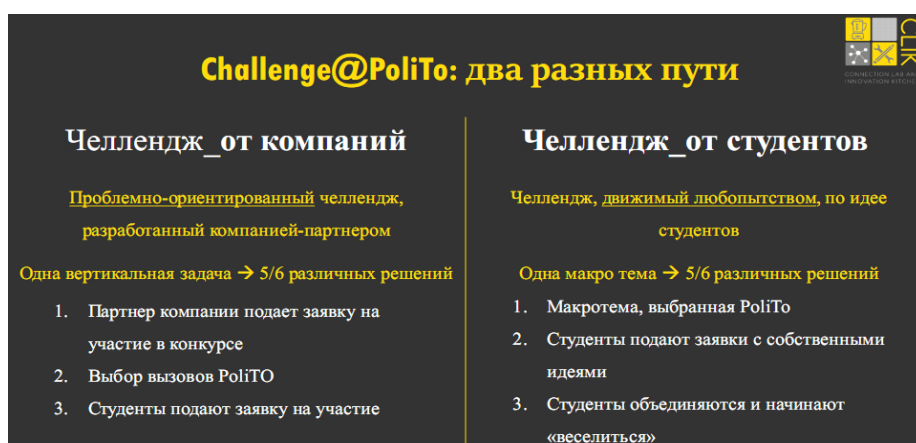 Challenge@PoliTo: два разных пути
CLIK
CONNECTION LAB AND
INNOVATION KITCHEN
Челлендж_от компаний
Проблемно-ориентированный челлендж,
разработанный компанией-партнером
Одна вертикальная задача → 5/6 различных решений
1. Партнер компании подает заявку на
участие в конкурсе
2. Выбор вызовов PoliTO
3. Студенты подают заявку на участие
Челлендж_от студентов
Челлендж, движимый любопытством, по идее
студентов
Одна макро тема → 5/6 различных решений
1. Макротема, выбранная PoliTo
2. Студенты подают заявки с собственными
идеями
3. Студенты объединяются и начинают
«веселиться»